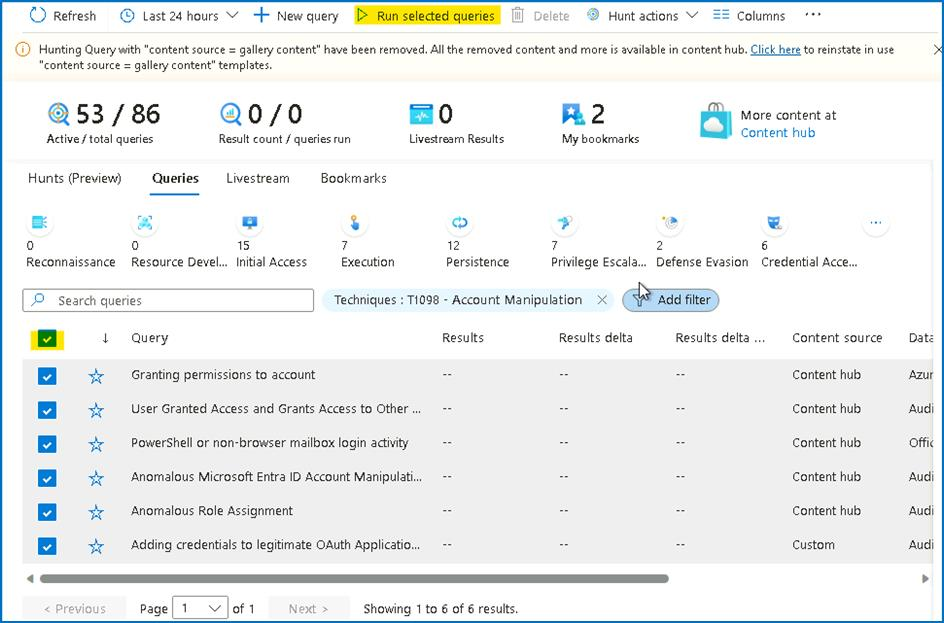 Refresh Last 24 hours New query Run selected queries Delete Hunt actions Columns ...
Hunting Query with "content source = gallery content" have been removed. All the removed content and more is available in content hub. Click here to reinstate in use
"content source = gallery content" templates.
53 / 86 0 / 0 0 2 More content at
Active / total queries Result count / queries run Livestream Results My bookmarks Content hub
Hunts (Preview) Queries Livestream Bookmarks
0 0 15 7 12 7 2 6
Reconnaissance Resource Devel... Initial Access Execution Persistence Privilege Escala... Defense Evasion Credential Acce...
Search queries Techniques : T1098 - Account Manipulation Add filter
Query Results Results delta Results delta ... Content source Data
Granting permissions to account -- -- -- Content hub Azur
User Granted Access and Grants Access to Other ... -- -- -- Content hub Audi
PowerShell or non-browser mailbox login activity -- -- -- Content hub Offic
Anomalous Microsoft Entra ID Account Manipulati... -- -- -- Content hub Audi
Anomalous Role Assignment -- -- -- Content hub Audi
Adding credentials to legitimate OAuth Applicatio... -- -- -- Custom Audi
< Previous Page 1 of 1 Next > Showing 1 to 6 of 6 results.